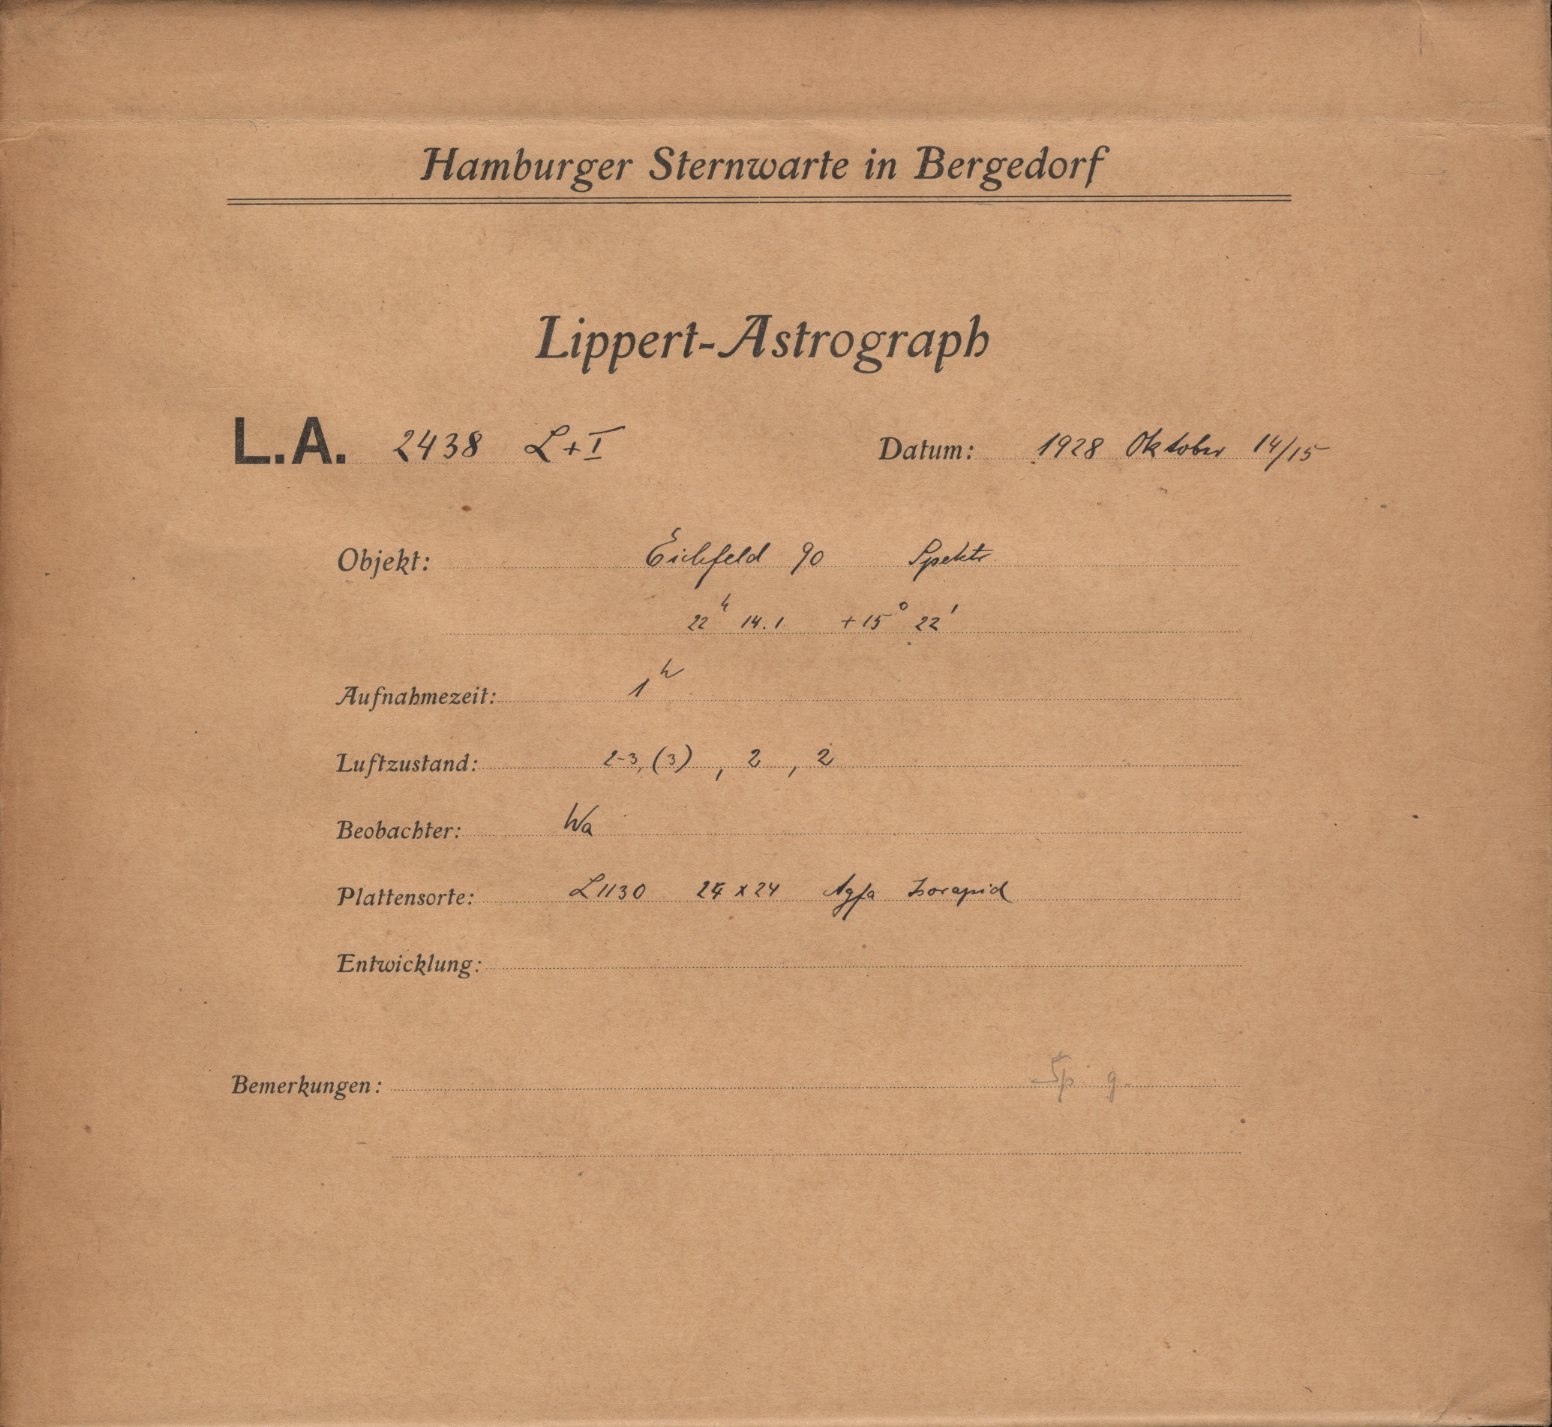 Hamburger Sternwarte in Bergedorf
Lippert-Astrograph
L.A. 2438 L+I Datum: 1928 Oktober 14/15
Objekt: Eichfeld 90 Spektr
22h 14.1 +15° 22'
Aufnahmezeit: 1h
Luftzustand: 2-3, (3) , 2 , 2
Beobachter: Wa
Plattensorte: L1130 24 x 24 Agfa Isorapid
Entwicklung:
Bemerkungen: Sp g